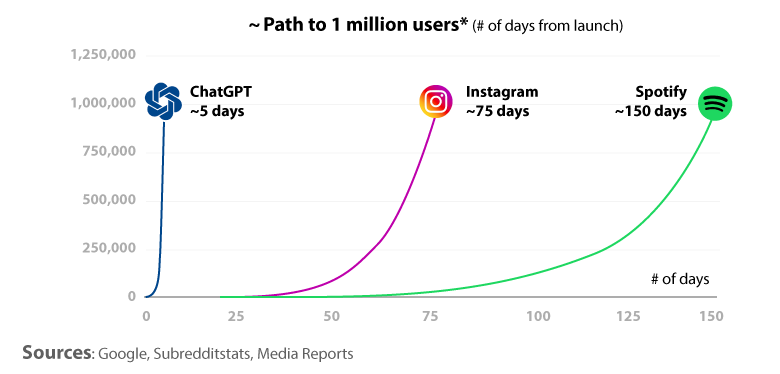 ~ Path to 1 million users* (# of days from launch)
1,250,000
ChatGPT
~5 days
Instagram
~75 days
Spotify
~150 days
1,000,000
750,000
500,000
250,000
# of days
0
0 25 50 75 100 125 150
Sources: Google, Subredditstats, Media Reports